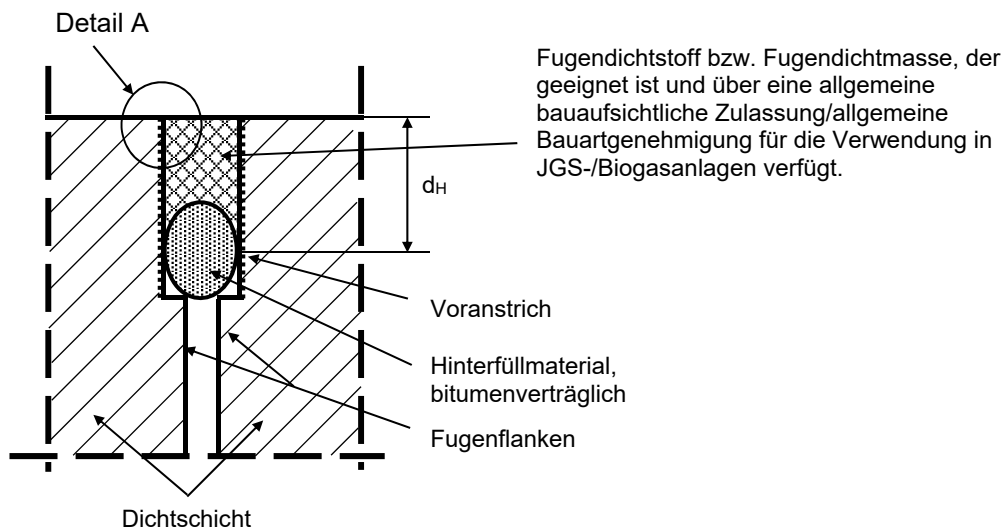 Detail A
Fugendichtstoff bzw. Fugendichtmasse, der
geeignet ist und über eine allgemeine
bauaufsichtliche Zulassung/allgemeine
Bauartgenehmigung für die Verwendung in
JGS-/Biogasanlagen verfügt.
dH
Voranstrich
Hinterfüllmaterial,
bitumenverträglich
Fugenflanken
Dichtschicht